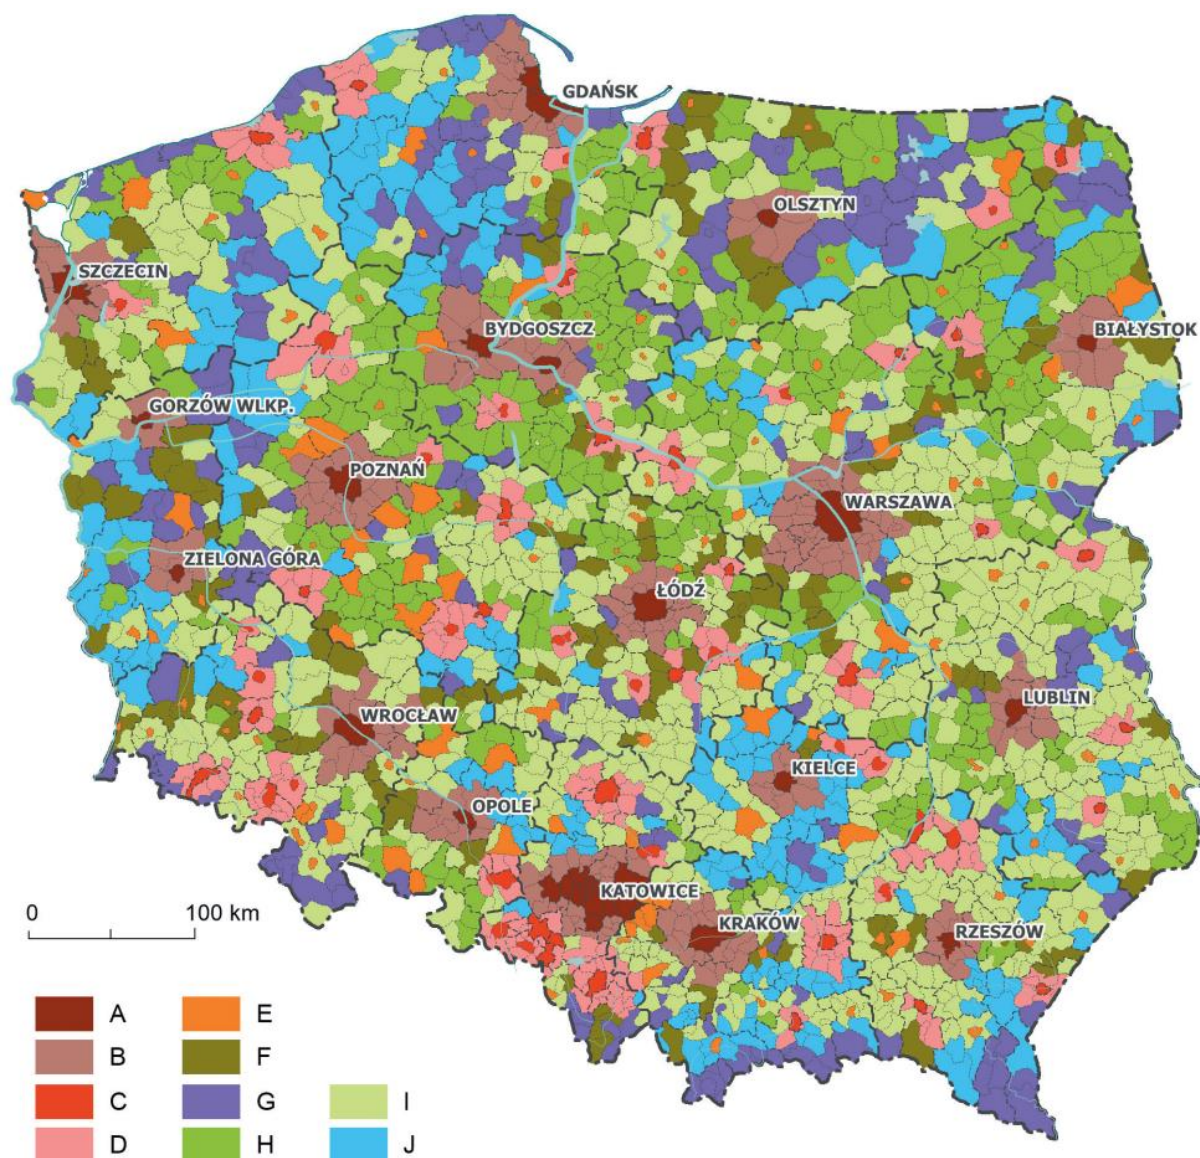 GDAŃSK
OLSZTYN
SZCZECIN
BYDGOSZCZ
BIAŁYSTOK
GORZÓW WLKP.
POZNAŃ
WARSZAWA
ZIELONA GÓRA
ŁÓDŹ
LUBLIN
WROCŁAW
KIELCE
OPOLE
KATOWICE
KRAKÓW
RZESZÓW
0 100 km
A E
B F
C G I
D H J